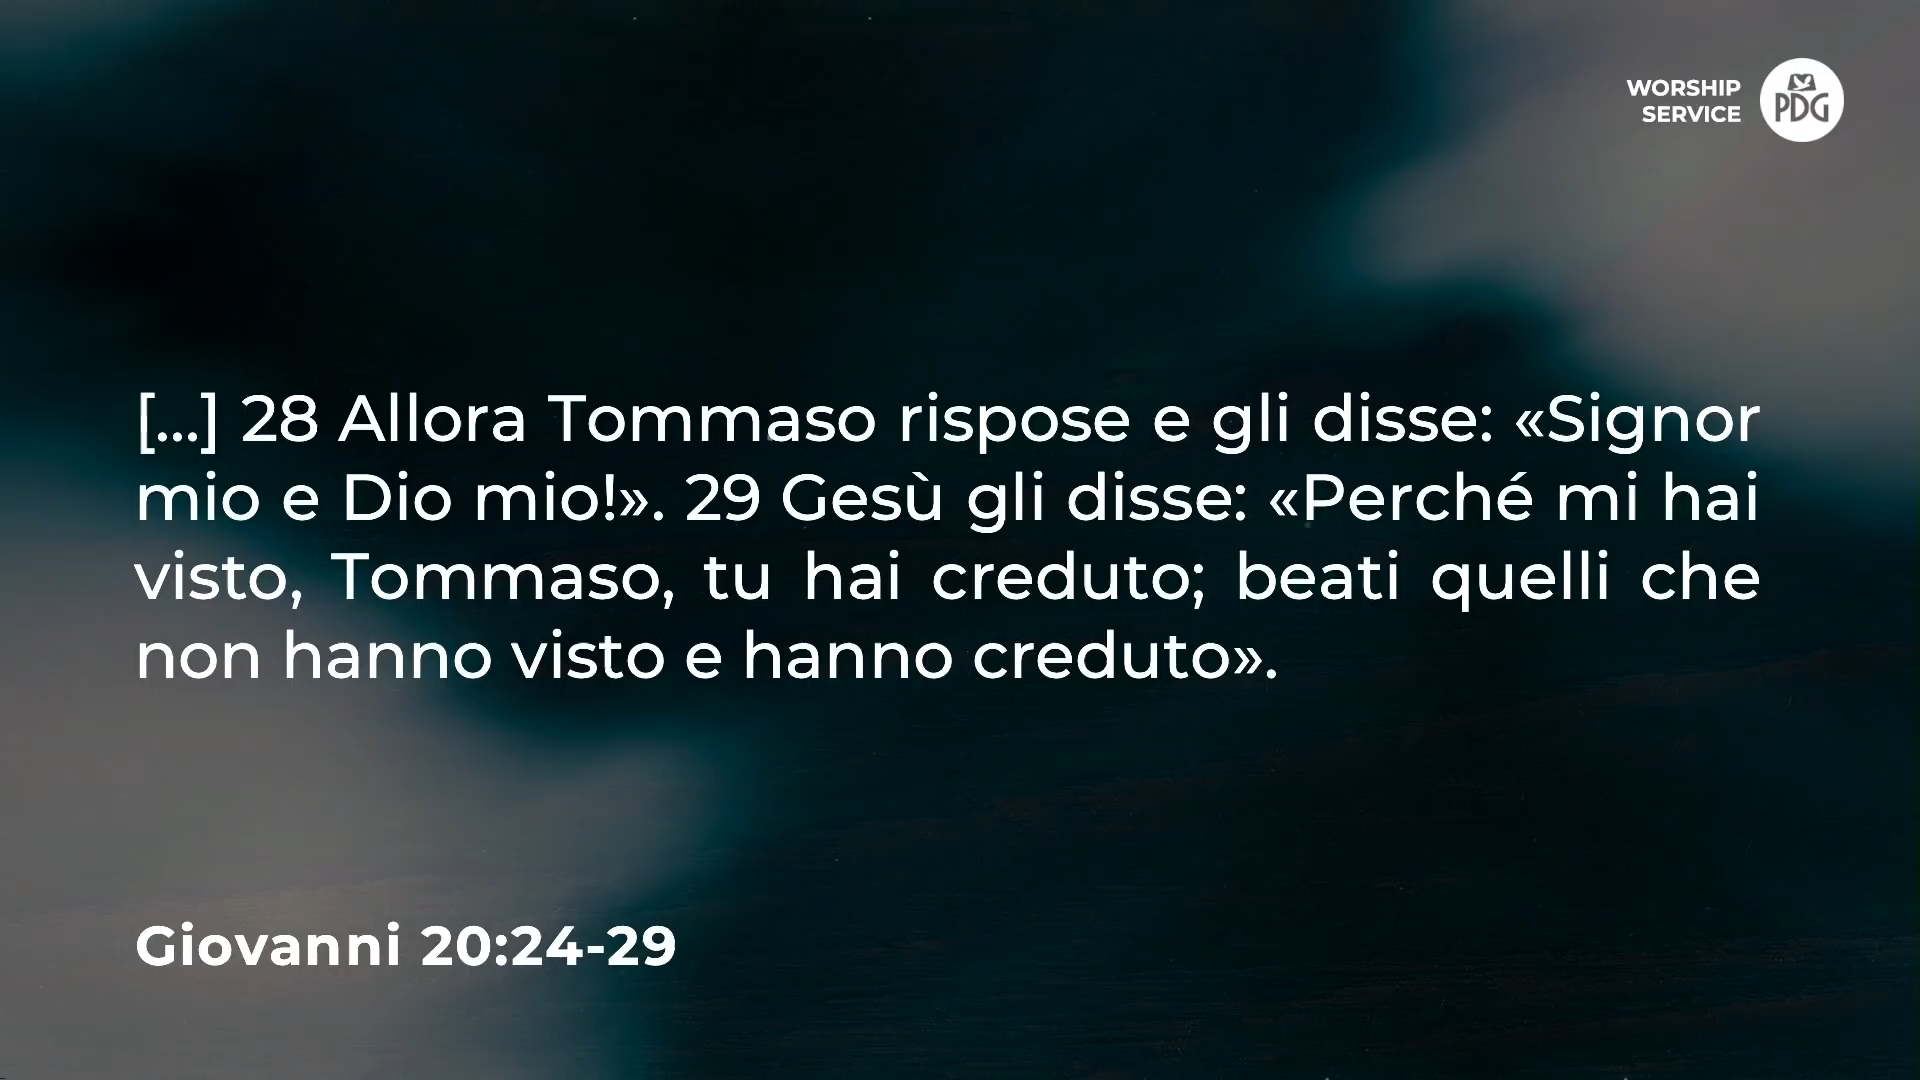 WORSHIP
SERVICE
PDG
[...] 28 Allora Tommaso rispose e gli disse: «Signor
mio e Dio mio!». 29 Gesù gli disse: «Perché mi hai
visto, Tommaso, tu hai creduto; beati quelli che
non hanno visto e hanno creduto».
Giovanni 20:24-29